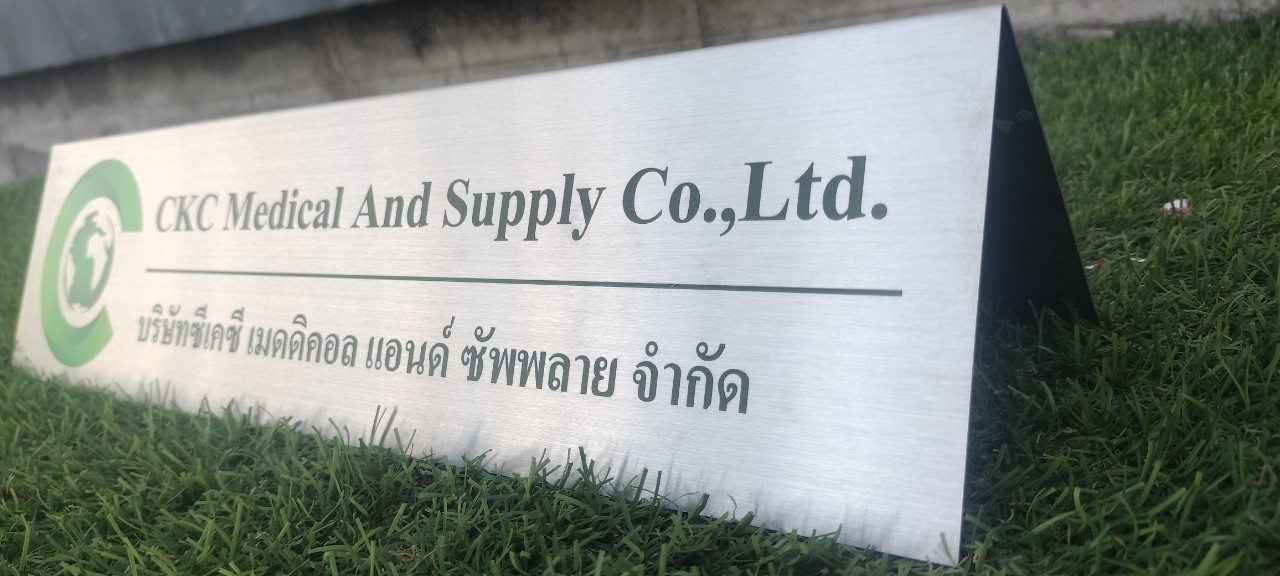 CKC Medical And Supply Co.,Ltd.
บริษัทซีเคซี เมดดิคอล แอนด์ ซัพพลาย จำกัด